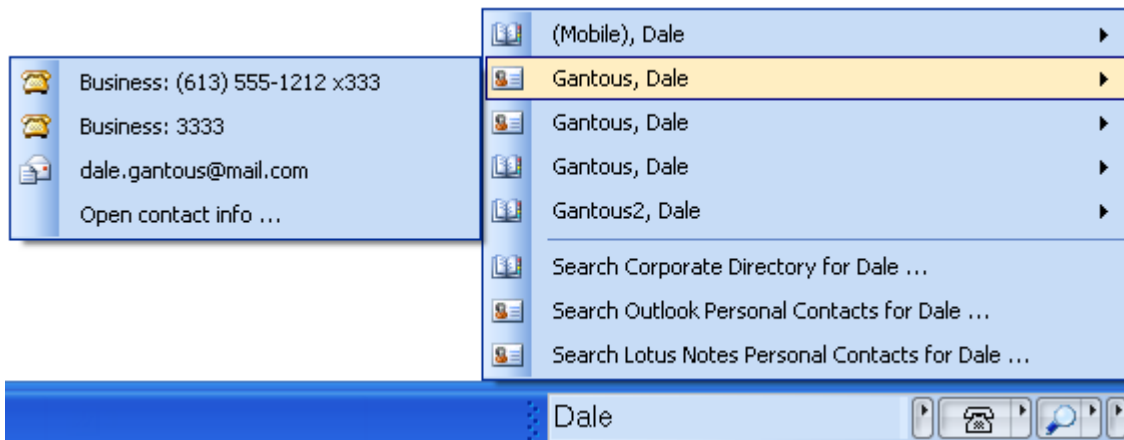 (Mobile), Dale
Gantous, Dale
Gantous, Dale
Gantous, Dale
Gantous2, Dale
Search Corporate Directory for Dale ...
Search Outlook Personal Contacts for Dale ...
Search Lotus Notes Personal Contacts for Dale ...
Business: (613) 555-1212 x333
Business: 3333
dale.gantous@mail.com
Open contact info ...
Dale